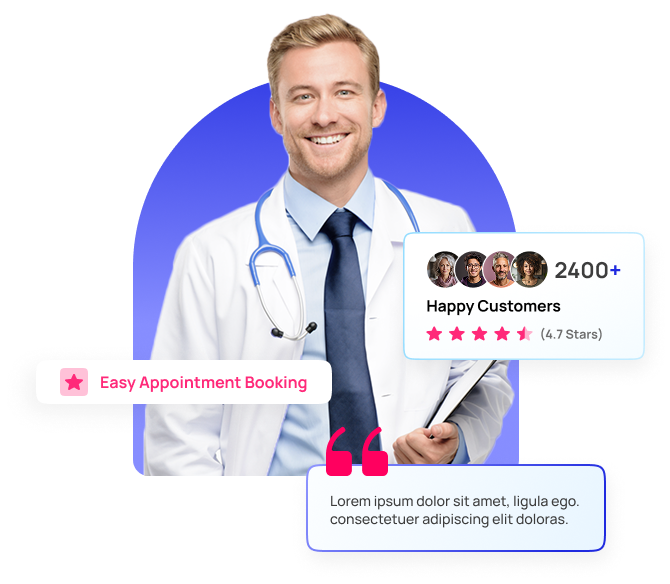 2400+
Happy Customers
(4.7 Stars)
Easy Appointment Booking
Lorem ipsum dolor sit amet, ligula ego.
consectetuer adipiscing elit doloras.